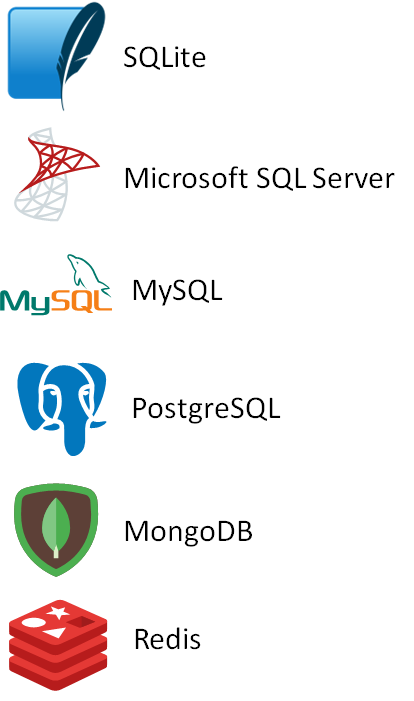 SQLite
Microsoft SQL Server
MySQL MySQL
PostgreSQL
MongoDB
Redis